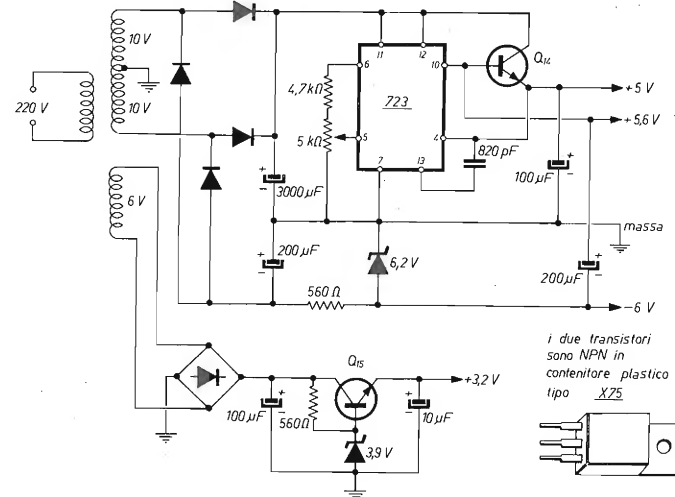 10 V
10 V
220 V
6 V
11
12
6
10
723
5
4
7
13
Q14
4,7 kΩ
5 kΩ
820 pF
3000 µF
+
−
100 µF
+
−
+5 V
+5,6 V
massa
200 µF
+
−
6,2 V
200 µF
+
−
560 Ω
−6 V
Q15
+3,2 V
100 µF
+
−
560 Ω
3,9 V
10 µF
+
−
i due transistori
sono NPN in
contenitore plastico
tipo X75